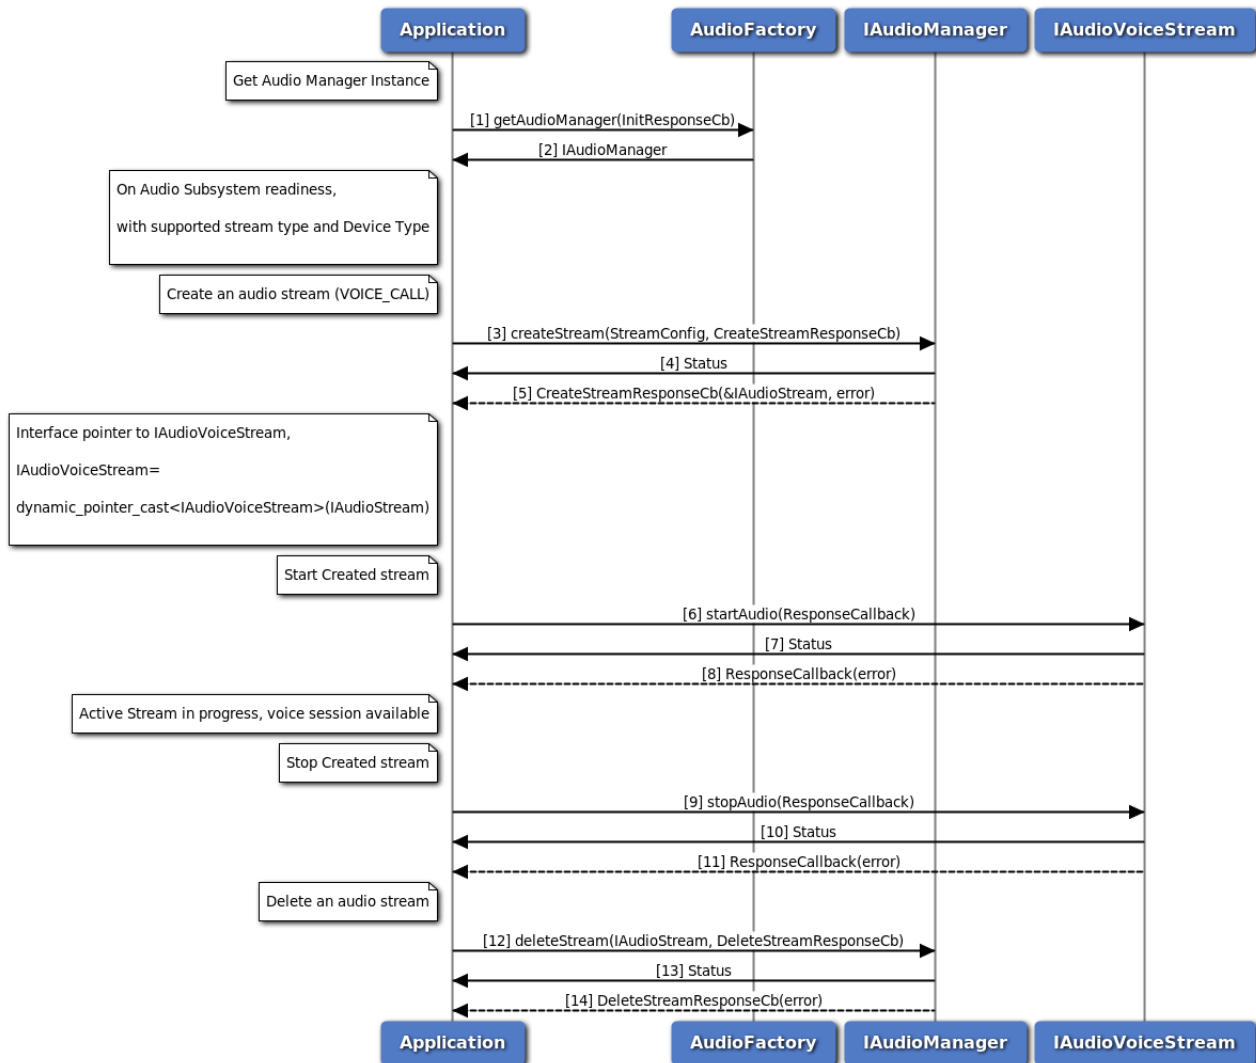 Application
AudioFactory
IAudioManager
IAudioVoiceStream
Get Audio Manager Instance
[1] getAudioManager(InitResponseCb)
[2] IAudioManager
On Audio Subsystem readiness,
with supported stream type and Device Type
Create an audio stream (VOICE_CALL)
[3] createStream(StreamConfig, CreateStreamResponseCb)
[4] Status
[5] CreateStreamResponseCb(&IAudioStream, error)
Interface pointer to IAudioVoiceStream,
IAudioVoiceStream=
dynamic_pointer_cast<IAudioVoiceStream>(IAudioStream)
Start Created stream
[6] startAudio(ResponseCallback)
[7] Status
[8] ResponseCallback(error)
Active Stream in progress, voice session available
Stop Created stream
[9] stopAudio(ResponseCallback)
[10] Status
[11] ResponseCallback(error)
Delete an audio stream
[12] deleteStream(IAudioStream, DeleteStreamResponseCb)
[13] Status
[14] DeleteStreamResponseCb(error)
Application
AudioFactory
IAudioManager
IAudioVoiceStream